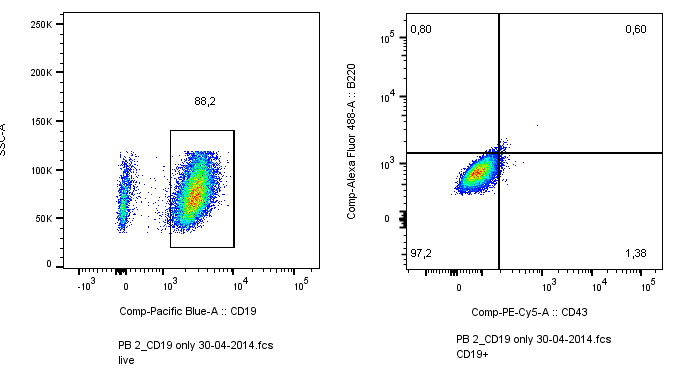 250K
200K
150K
100K
50K
0
SSC-A
88,2
-10³ 0 10³ 10⁴ 10⁵
Comp-Pacific Blue-A :: CD19
PB 2_CD19 only 30-04-2014.fcs
live
0,80 0,60
10⁵
10⁴
10³
0
Comp-Alexa Fluor 488-A :: B220
97,2 1,38
0 10³ 10⁴ 10⁵
Comp-PE-Cy5-A :: CD43
PB 2_CD19 only 30-04-2014.fcs
CD19+